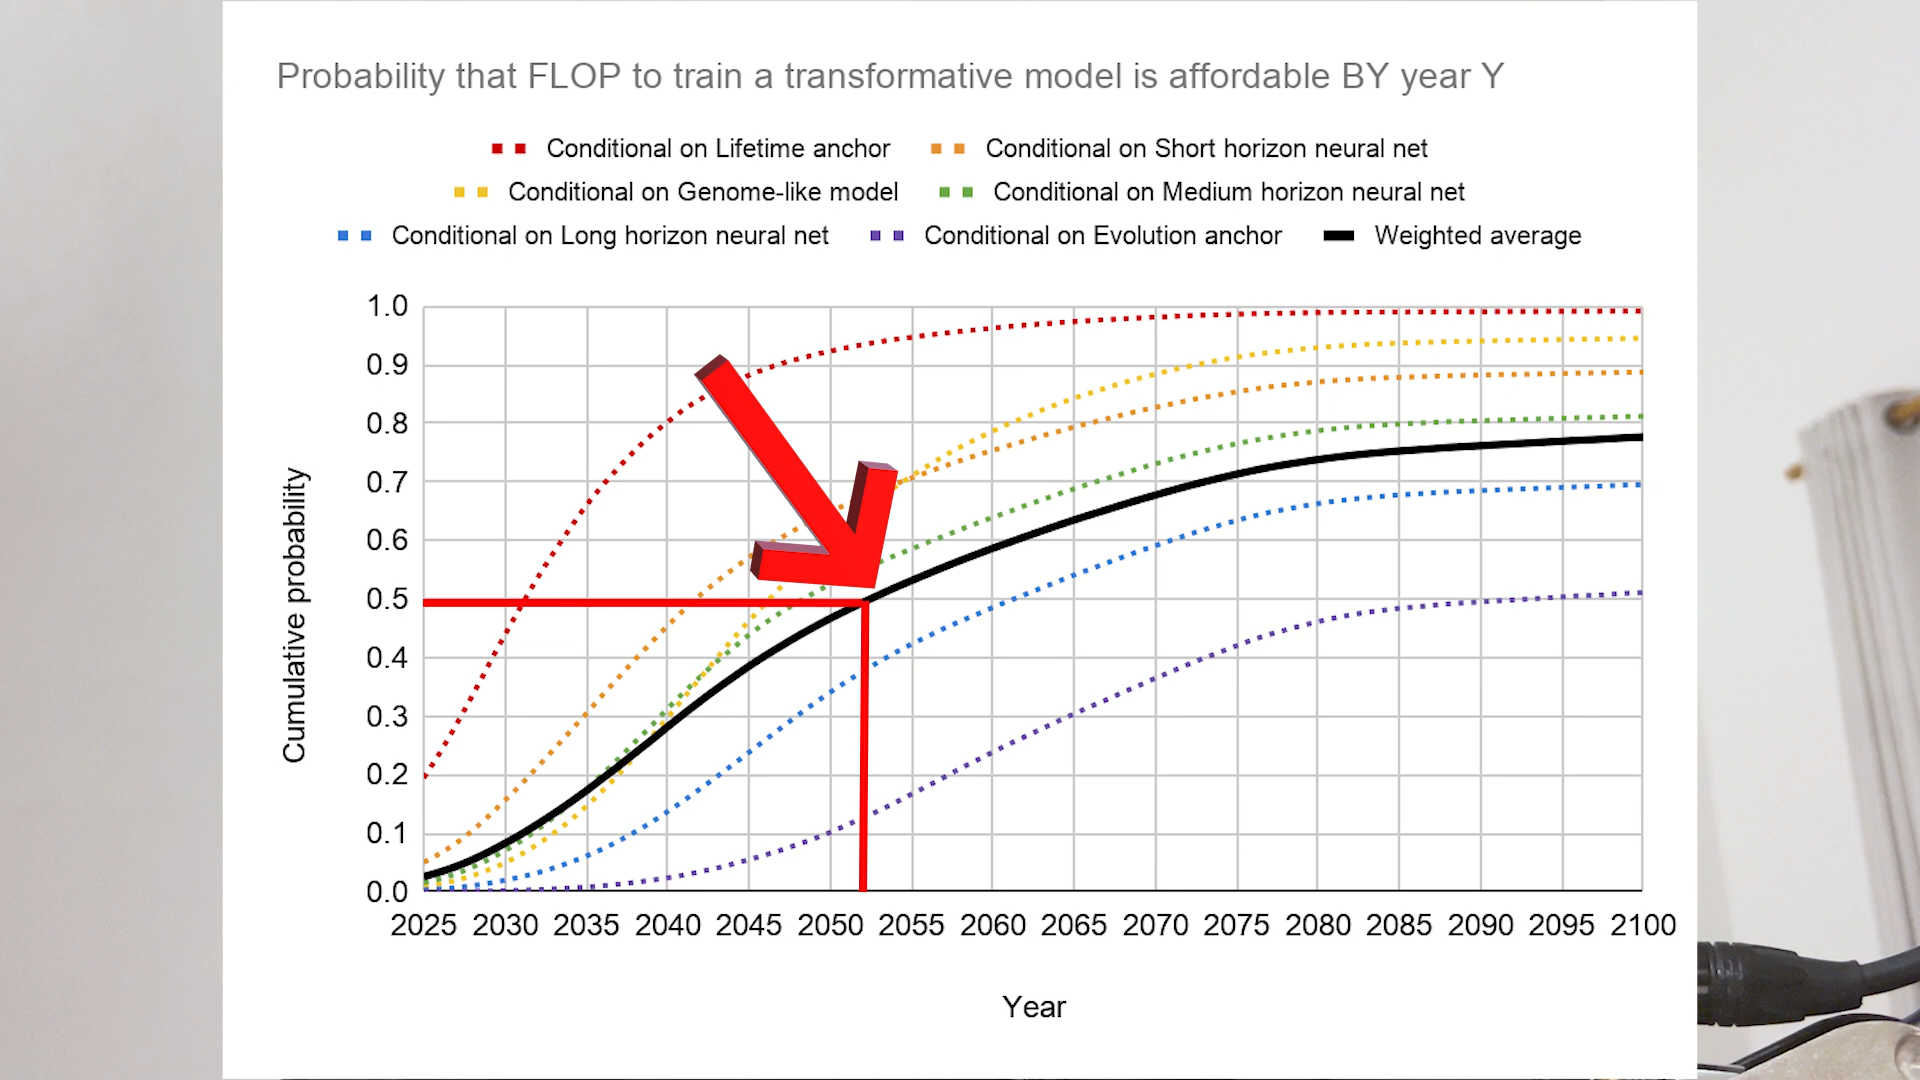 Probability that FLOP to train a transformative model is affordable BY year Y
Conditional on Lifetime anchor Conditional on Short horizon neural net
Conditional on Genome-like model Conditional on Medium horizon neural net
Conditional on Long horizon neural net Conditional on Evolution anchor Weighted average
1.0
0.9
0.8
0.7
0.6
0.5
0.4
0.3
0.2
0.1
0.0
Cumulative probability
2025 2030 2035 2040 2045 2050 2055 2060 2065 2070 2075 2080 2085 2090 2095 2100
Year